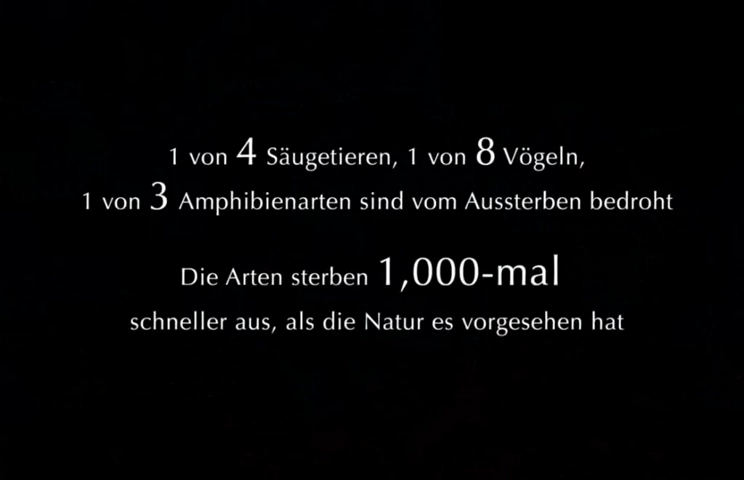 1 von 4 Säugetieren, 1 von 8 Vögeln,
1 von 3 Amphibienarten sind vom Aussterben bedroht
Die Arten sterben 1,000-mal
schneller aus, als die Natur es vorgesehen hat